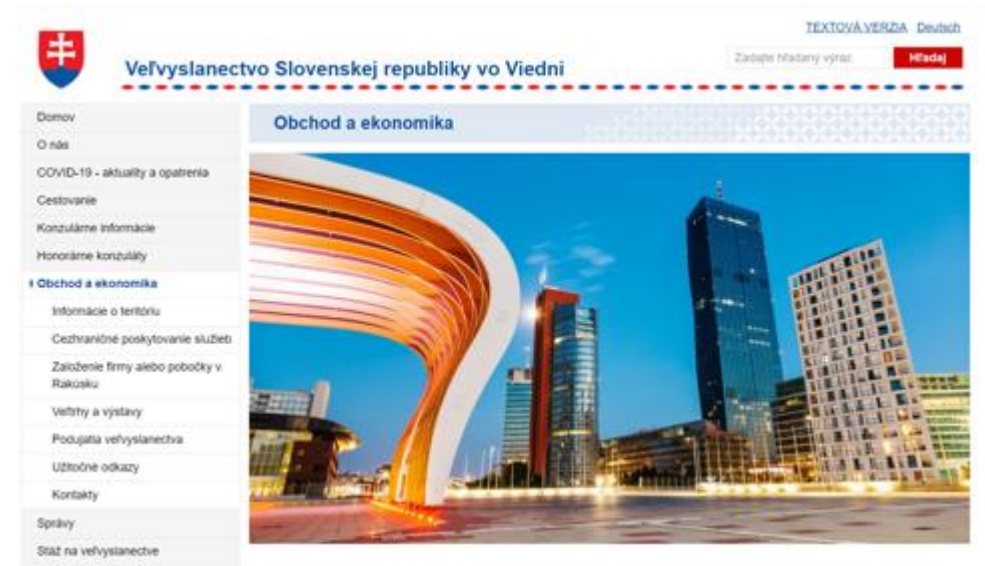 TEXTOVÁ VERZIA Deutsch
Zadajte hľadaný výraz
Hľadaj
Veľvyslanectvo Slovenskej republiky vo Viedni
Domov
O nás
COVID-19 - aktuality a opatrenia
Cestovanie
Konzulárne informácie
Honorárne konzuláty
Obchod a ekonomika
Informácie o teritóriu
Cezhraničné poskytovanie služieb
Založenie firmy alebo pobočky v
Rakúsku
Veľtrhy a výstavy
Podujatia veľvyslanectva
Užitočné odkazy
Kontakty
Správy
Stáž na veľvyslanectve
Obchod a ekonomika